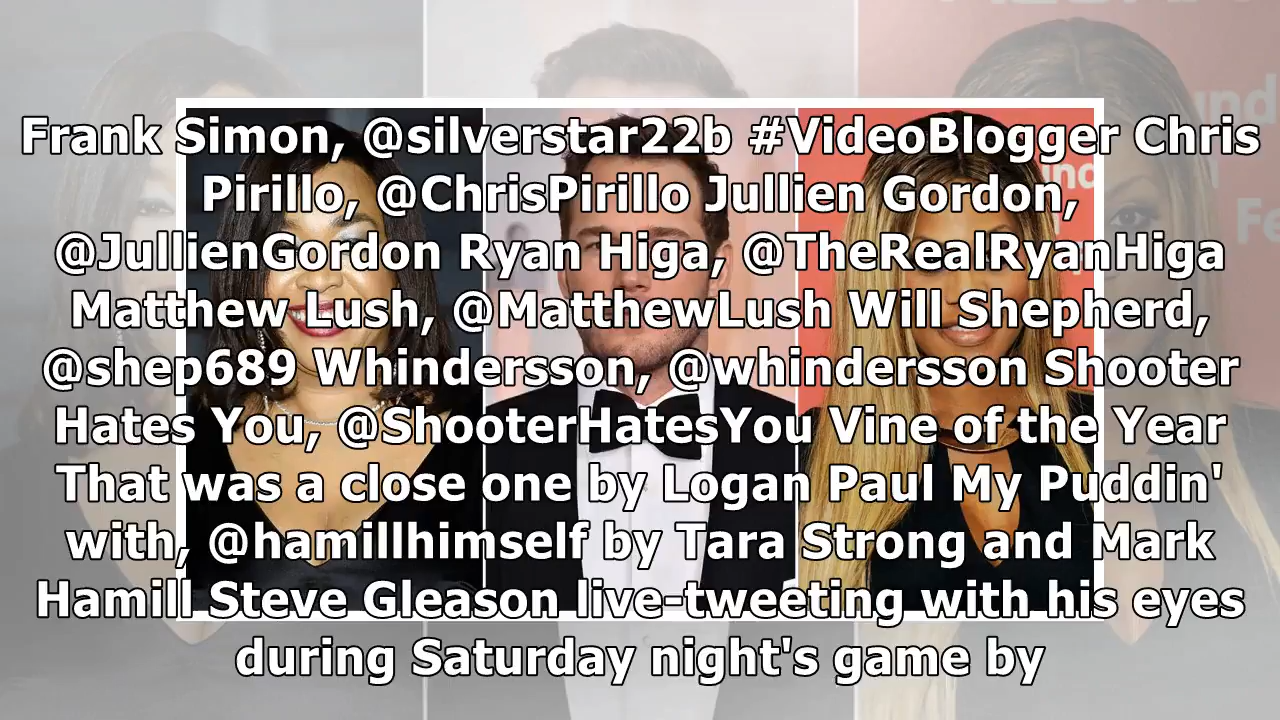 Frank Simon, @silverstar22b #VideoBlogger Chris
Pirillo, @ChrisPirillo Jullien Gordon,
@JullienGordon Ryan Higa, @TheRealRyanHiga
Matthew Lush, @MatthewLush Will Shepherd,
@shep689 Whindersson, @whindersson Shooter
Hates You, @ShooterHatesYou Vine of the Year
That was a close one by Logan Paul My Puddin'
with, @hamillhimself by Tara Strong and Mark
Hamill Steve Gleason live-tweeting with his eyes
during Saturday night's game by